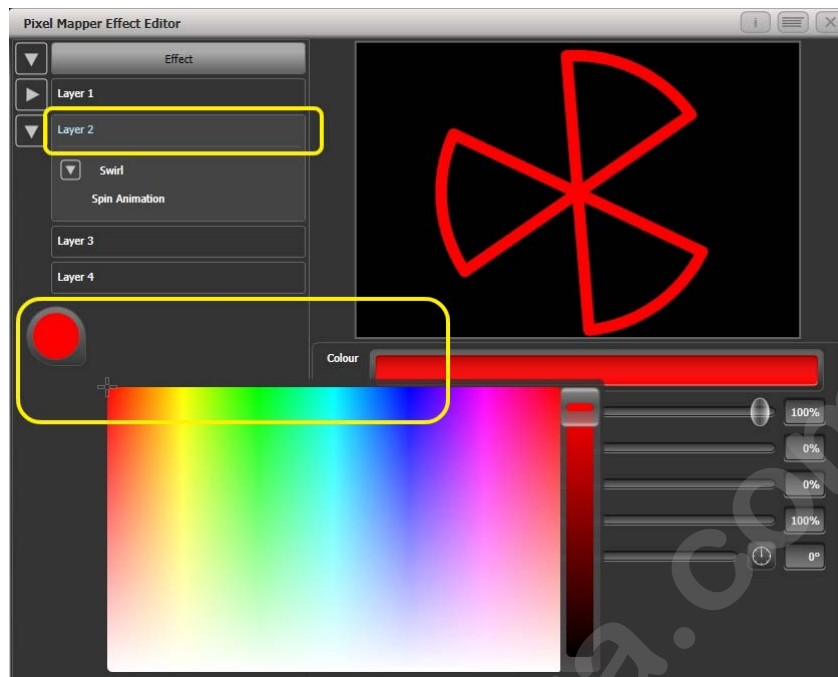 Pixel Mapper Effect Editor
Effect
Layer 1
Layer 2
Swirl
Spin Animation
Layer 3
Layer 4
Colour
100%
0%
0%
100%
0°